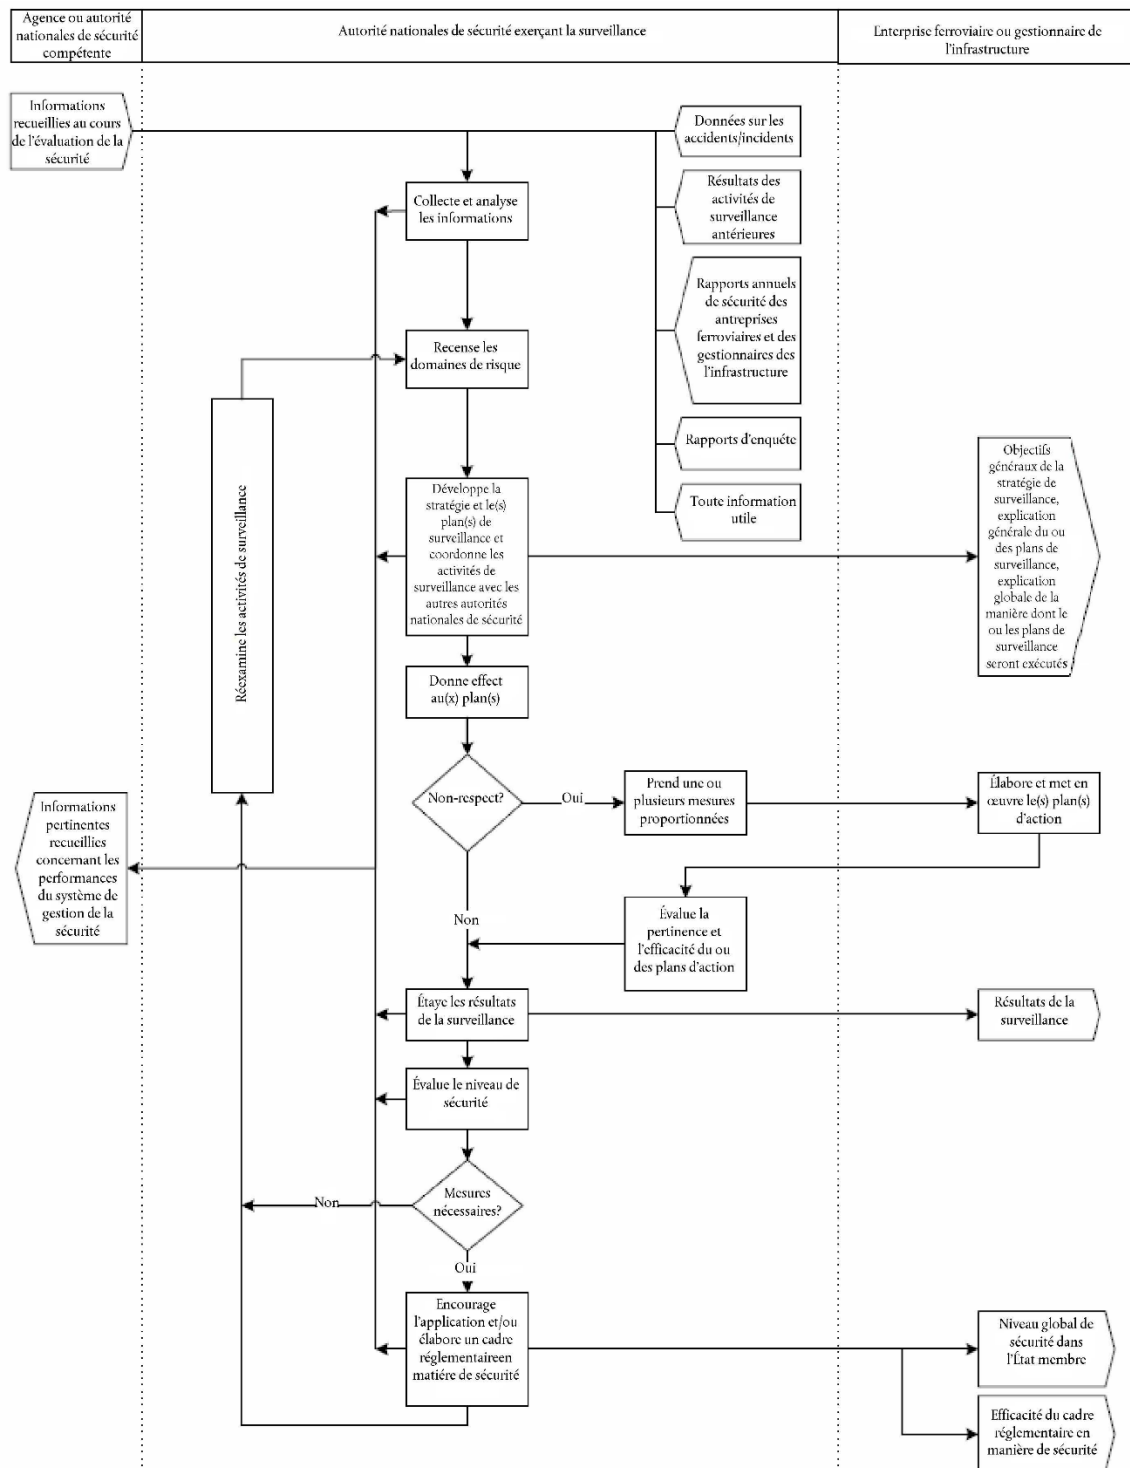 Agence ou autorité
nationales de sécurité
compétente
Autorité nationales de sécurité exerçant la surveillance
Enterprise ferroviaire ou gestionnaire de
l'infrastructure
Informations
recueillies au cours
de l'évaluation de la
sécurité
Données sur les
accidents/incidents
Collecte et analyse
les informations
Résultats des
activités de
surveillance
antérieures
Rapports annuels
de sécurité des
antreprises
ferroviaires et des
gestionnaires des
l'infrastructure
Recense les
domaines de risque
Rapports d'enquéte
Toute information
utile
Réexamine les activités de surveillance
Développe la
stratégie et le(s)
plan(s) de
surveillance et
coordonne les
activités de
surveillance avec les
autres autorités
nationales de sécurité
Objectifs
généraux de la
stratégie de
surveillance,
explication
générale du ou
des plans de
surveillance,
explication
globale de la
manière dont le
ou les plans de
surveillance
seront exécutés
Donne effect
au(x) plan(s)
Non-respect?
Oui
Prend une ou
plusieurs mesures
proportionnées
Élabore et met en
œuvre le(s) plan(s)
d'action
Informations
pertinentes
recueillies
concernant les
performances
du système de
gestion de la
sécurité
Non
Évalue la
pertinence et
l'efficacité du ou
des plans d'action
Étaye les résultats
de la surveillance
Résultats de la
surveillance
Évalue le niveau de
sécurité
Mesures
nécessaires?
Non
Oui
Encourage
l'application et/ou
élabore un cadre
réglementaireen
matiére de sécurité
Niveau global de
sécurité dans
l'État membre
Efficacité du cadre
réglementaire en
manière de sécurité